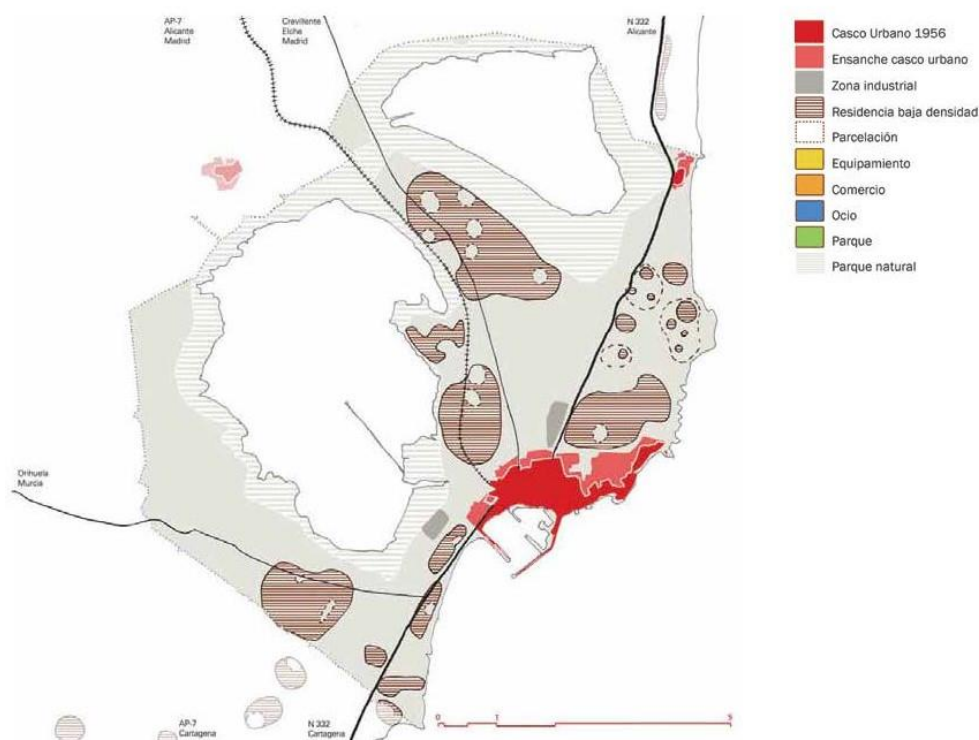 AP-7
Alicante
Madrid
Crevillente
Elche
Madrid
N 332
Alicante
Casco Urbano 1956
Ensanche casco urbano
Zona industrial
Residencia baja densidad
Parcelación
Equipamiento
Comercio
Ocio
Parque
Parque natural
Orihuela
Murcia
AP-7
Cartagena
N 332
Cartagena
0 1 3